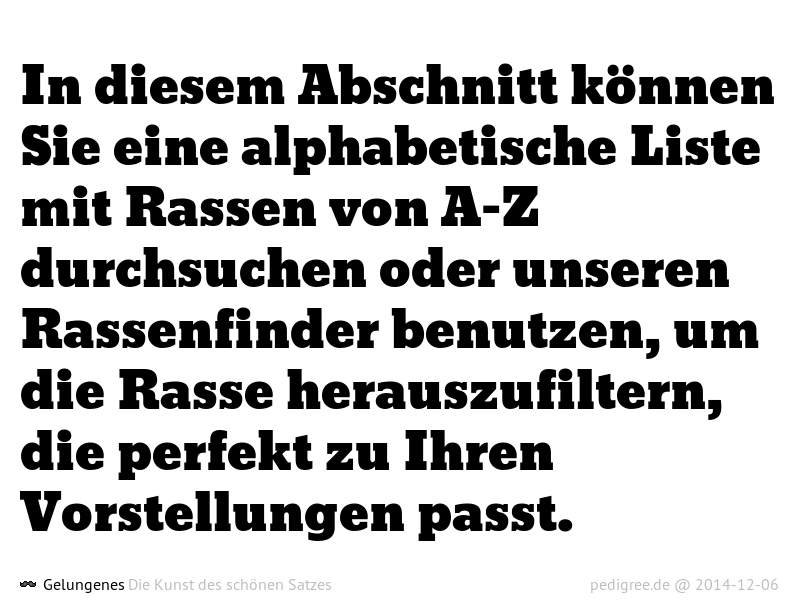 In diesem Abschnitt können
Sie eine alphabetische Liste
mit Rassen von A-Z
durchsuchen oder unseren
Rassenfinder benutzen, um
die Rasse herauszufiltern,
die perfekt zu Ihren
Vorstellungen passt.
Gelungenes Die Kunst des schönen Satzes
pedigree.de @ 2014-12-06